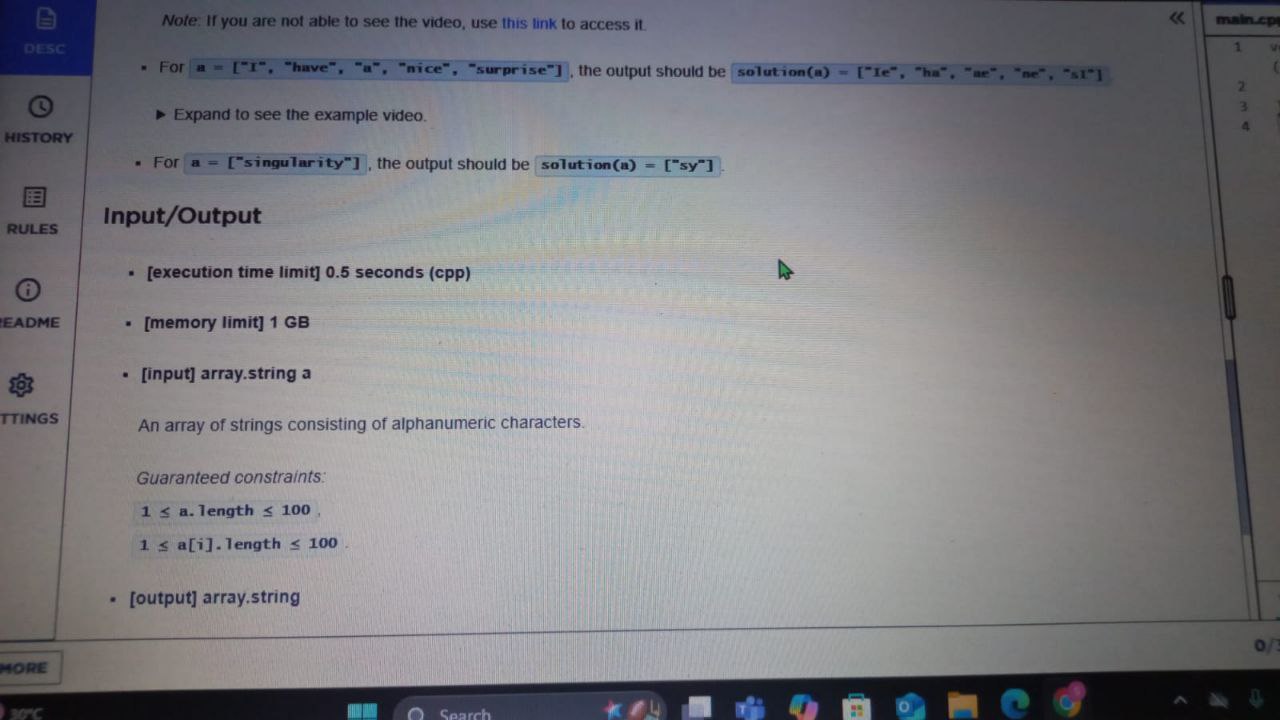 Note: If you are not able to see the video, use this link to access it.
DESC
For a = ["I", "have", "a", "nice", "surprise"], the output should be solution(a) = ["Ie", "ha", "ae", "ne", "sI"]
Expand to see the example video.
HISTORY
For a = ["singularity"], the output should be solution(a) = ["sy"].
RULES
Input/Output
[execution time limit] 0.5 seconds (cpp)
README
[memory limit] 1 GB
[input] array.string a
TTINGS
An array of strings consisting of alphanumeric characters.
Guaranteed constraints:
1 ≤ a.length ≤ 100,
1 ≤ a[i].length ≤ 100.
[output] array.string
MORE
main.cp
1
2
3
4
0/3
30°C
Search